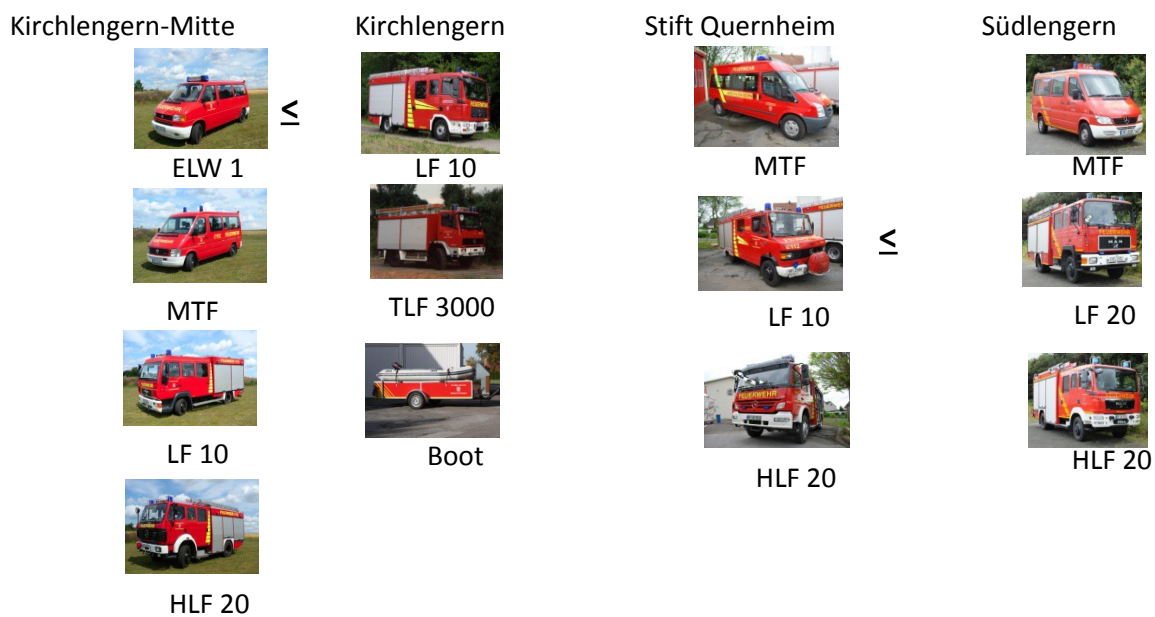 Kirchlengern-Mitte
Kirchlengern
Stift Quernheim
Südlengern
≤
ELW 1
LF 10
MTF
MTF
MTF
TLF 3000
≤
LF 10
LF 20
LF 10
Boot
HLF 20
HLF 20
HLF 20
FEUERWEHR